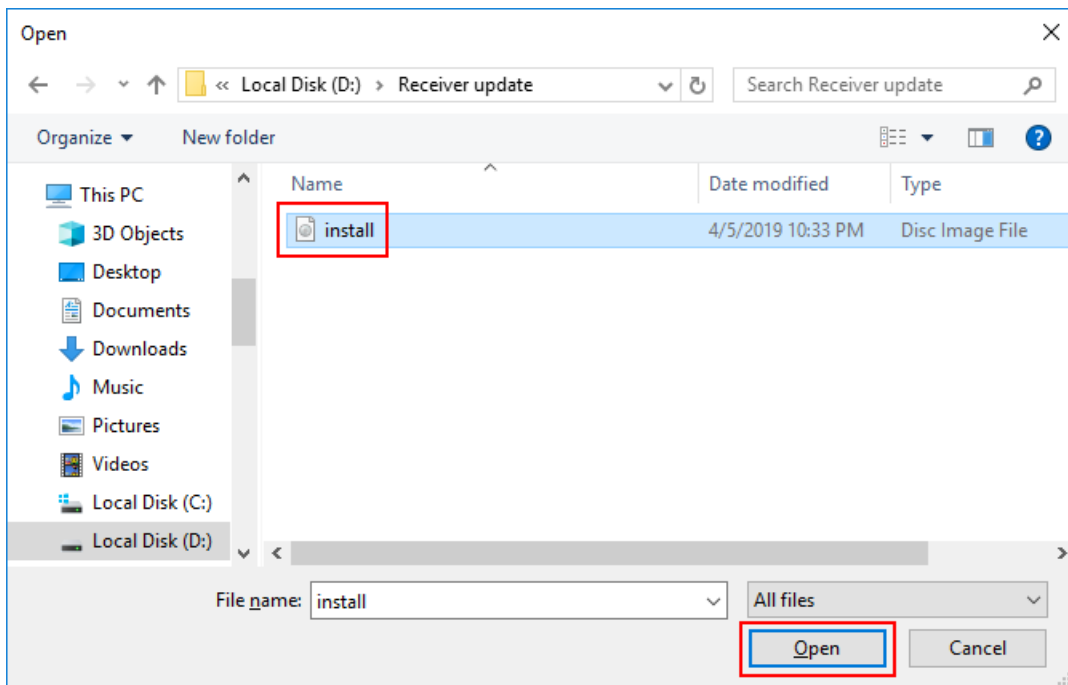 Open
« Local Disk (D:) > Receiver update
Search Receiver update
Organize
New folder
?
Name
Date modified
Type
This PC
3D Objects
Desktop
Documents
Downloads
Music
Pictures
Videos
Local Disk (C:)
Local Disk (D:)
install 4/5/2019 10:33 PM Disc Image File
File name: install
All files
Open
Cancel